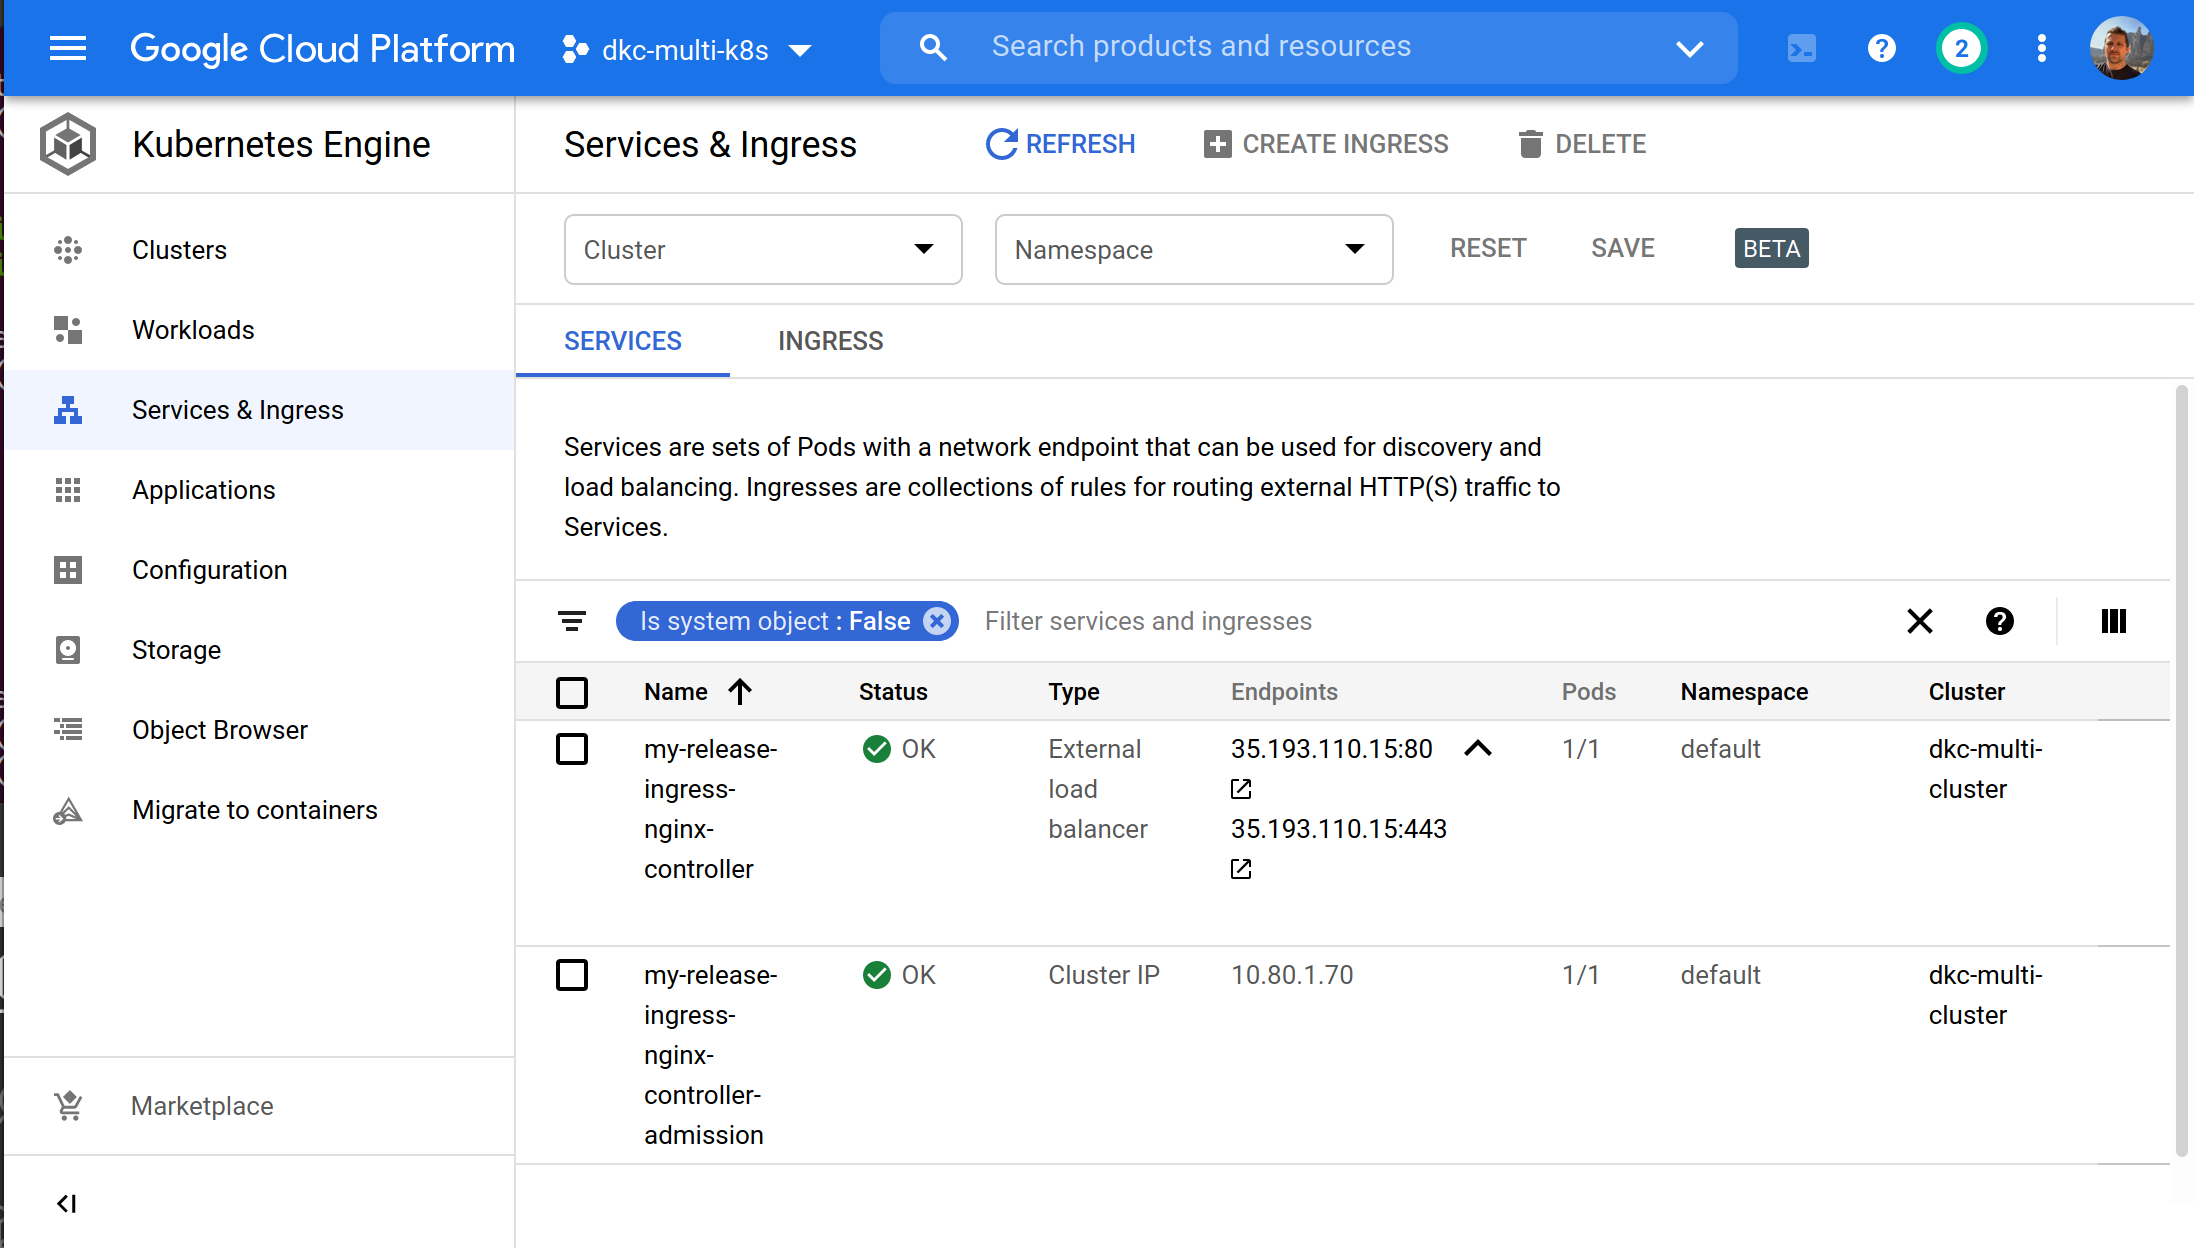 Google Cloud Platform
dkc-multi-k8s
Search products and resources
2
Kubernetes Engine
Services & Ingress
REFRESH
CREATE INGRESS
DELETE
Clusters
Workloads
Services & Ingress
Applications
Configuration
Storage
Object Browser
Migrate to containers
Marketplace
Cluster
Namespace
RESET
SAVE
BETA
SERVICES
INGRESS
Services are sets of Pods with a network endpoint that can be used for discovery and
load balancing. Ingresses are collections of rules for routing external HTTP(S) traffic to
Services.
Is system object : False
Filter services and ingresses
Name Status Type Endpoints Pods Namespace Cluster
my-release- OK External 35.193.110.15:80 1/1 default dkc-multi-
ingress- load cluster
nginx- balancer 35.193.110.15:443
controller
my-release- OK Cluster IP 10.80.1.70 1/1 default dkc-multi-
ingress- cluster
nginx-
controller-
admission